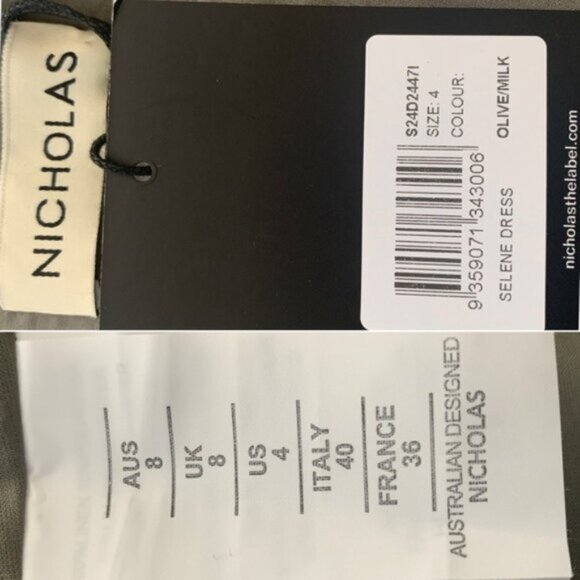 NICHOLAS
S24D2447I
SIZE: 4
COLOUR:
OLIVE/MILK
9 359071 343006
SELENE DRESS
nicholasthelabel.com
AUS
8
UK
8
US
4
ITALY
40
FRANCE
36
AUSTRALIAN DESIGNED
NICHOLAS